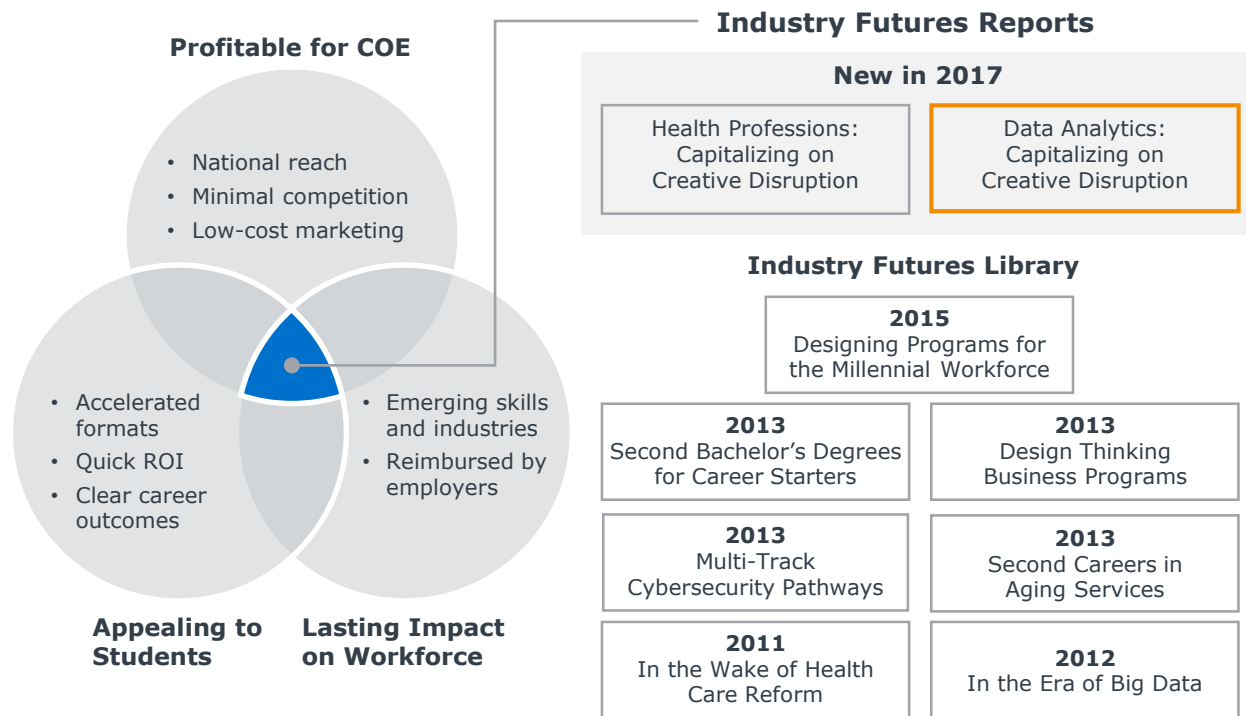 Profitable for COE
• National reach
• Minimal competition
• Low-cost marketing
• Accelerated
formats
• Quick ROI
• Clear career
outcomes
• Emerging skills
and industries
• Reimbursed by
employers
Appealing to
Students
Lasting Impact
on Workforce
Industry Futures Reports
New in 2017
Health Professions:
Capitalizing on
Creative Disruption
Data Analytics:
Capitalizing on
Creative Disruption
Industry Futures Library
2015
Designing Programs for
the Millennial Workforce
2013
Second Bachelor’s Degrees
for Career Starters
2013
Design Thinking
Business Programs
2013
Multi-Track
Cybersecurity Pathways
2013
Second Careers in
Aging Services
2011
In the Wake of Health
Care Reform
2012
In the Era of Big Data